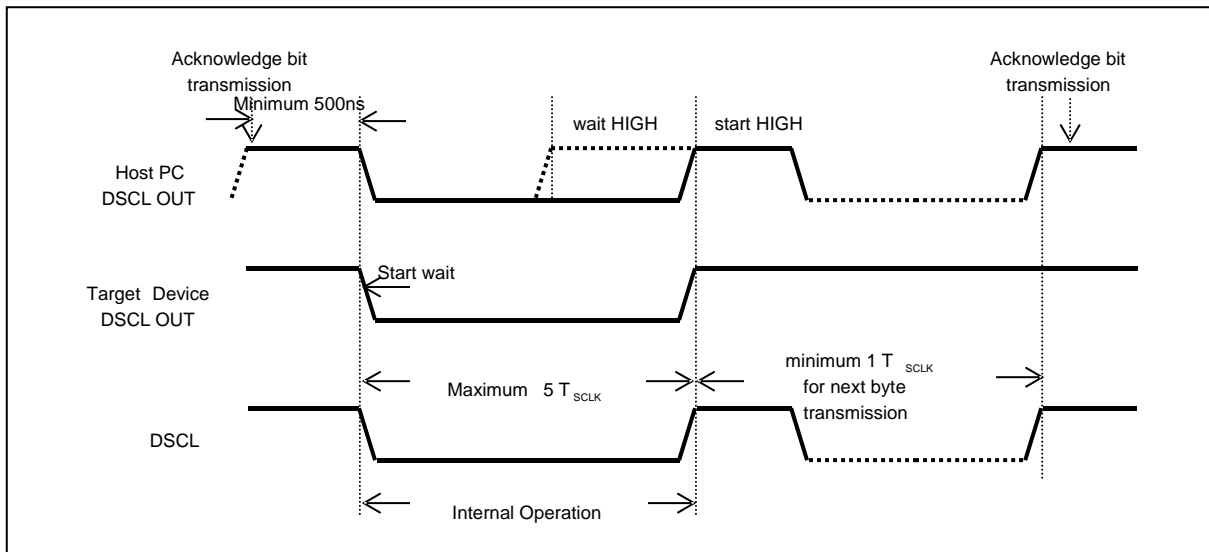 Acknowledge bit
transmission
Acknowledge bit
transmission
Minimum 500ns
wait HIGH
start HIGH
Host PC
DSCL OUT
Start wait
Target Device
DSCL OUT
Maximum 5 T SCLK
minimum 1 T SCLK
for next byte
transmission
DSCL
Internal Operation